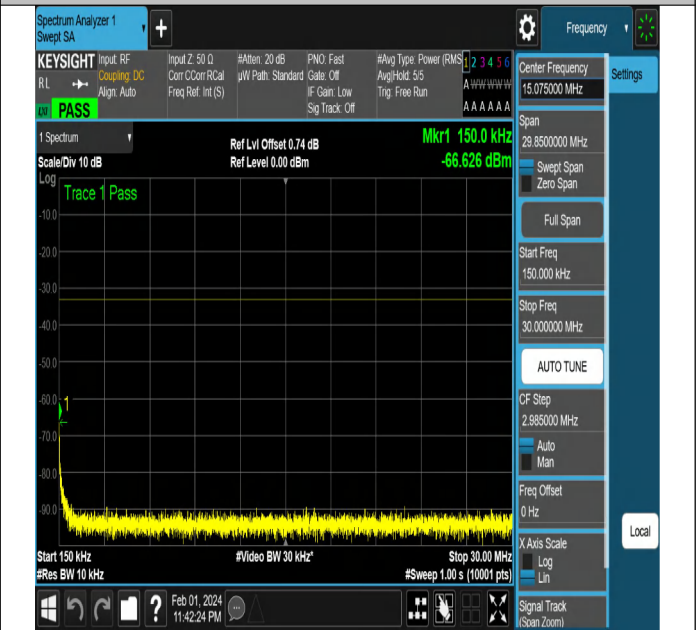 Spectrum Analyzer 1
Swept SA
Frequency
KEYSIGHT
RL
PASS
Input: RF
Coupling: DC
Align: Auto
Input Z: 50 Ω
Corr CCorr RCal
Freq Ref: Int (S)
#Atten: 20 dB
µW Path: Standard
PNO: Fast
Gate: Off
IF Gain: Low
Sig Track: Off
#Avg Type: Power (RMS
Avg|Hold: 5/5
Trig: Free Run
1 2 3 4 5 6
A W W W W W
A A A A A A
1 Spectrum
Scale/Div 10 dB
Ref Lvl Offset 0.74 dB
Ref Level 0.00 dBm
Mkr1 150.0 kHz
-66.626 dBm
Log
Trace 1 Pass
-10.0
-20.0
-30.0
-40.0
-50.0
-60.0
1
-70.0
-80.0
-90.0
Start 150 kHz
#Video BW 30 kHz*
Stop 30.00 MHz
#Res BW 10 kHz
#Sweep 1.00 s (10001 pts)
Feb 01, 2024
11:42:24 PM
Center Frequency
15.075000 MHz
Settings
Span
29.8500000 MHz
Swept Span
Zero Span
Full Span
Start Freq
150.000 kHz
Stop Freq
30.000000 MHz
AUTO TUNE
CF Step
2.985000 MHz
Auto
Man
Freq Offset
0 Hz
X Axis Scale
Log
Lin
Local
Signal Track
(Span Zoom)